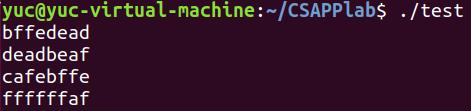 yuc@yuc-virtual-machine:~/CSAPPlab$ ./test
bffedead
deadbeaf
cafebffe
ffffffaf